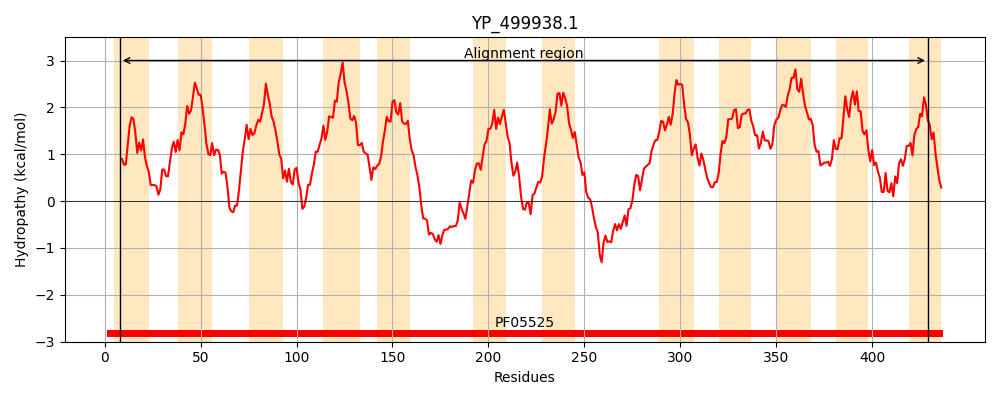 YP_499938.1
Alignment region
3
2
1
0
−1
−2
−3
Hydropathy (kcal/mol)
PF05525
0 50 100 150 200 250 300 350 400
Residues